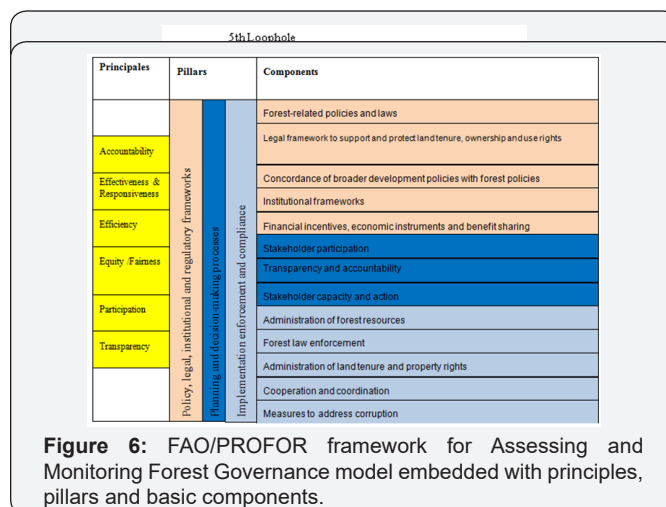 5th Loophole
Principales Pillars Components
Accountability
Effectiveness &
Responsiveness
Efficiency
Equity /Fairness
Participation
Transparency
Policy, legal, institutional and regulatory frameworks
Planning and decision-making processes
Implementation enforcement and compliance
Forest-related policies and laws
Legal framework to support and protect land tenure, ownership and use rights
Concordance of broader development policies with forest policies
Institutional frameworks
Financial incentives, economic instruments and benefit sharing
Stakeholder participation
Transparency and accountability
Stakeholder capacity and action
Administration of forest resources
Forest law enforcement
Administration of land tenure and property rights
Cooperation and coordination
Measures to address corruption
Figure 6: FAO/PROFOR framework for Assessing and
Monitoring Forest Governance model embedded with principles,
pillars and basic components.